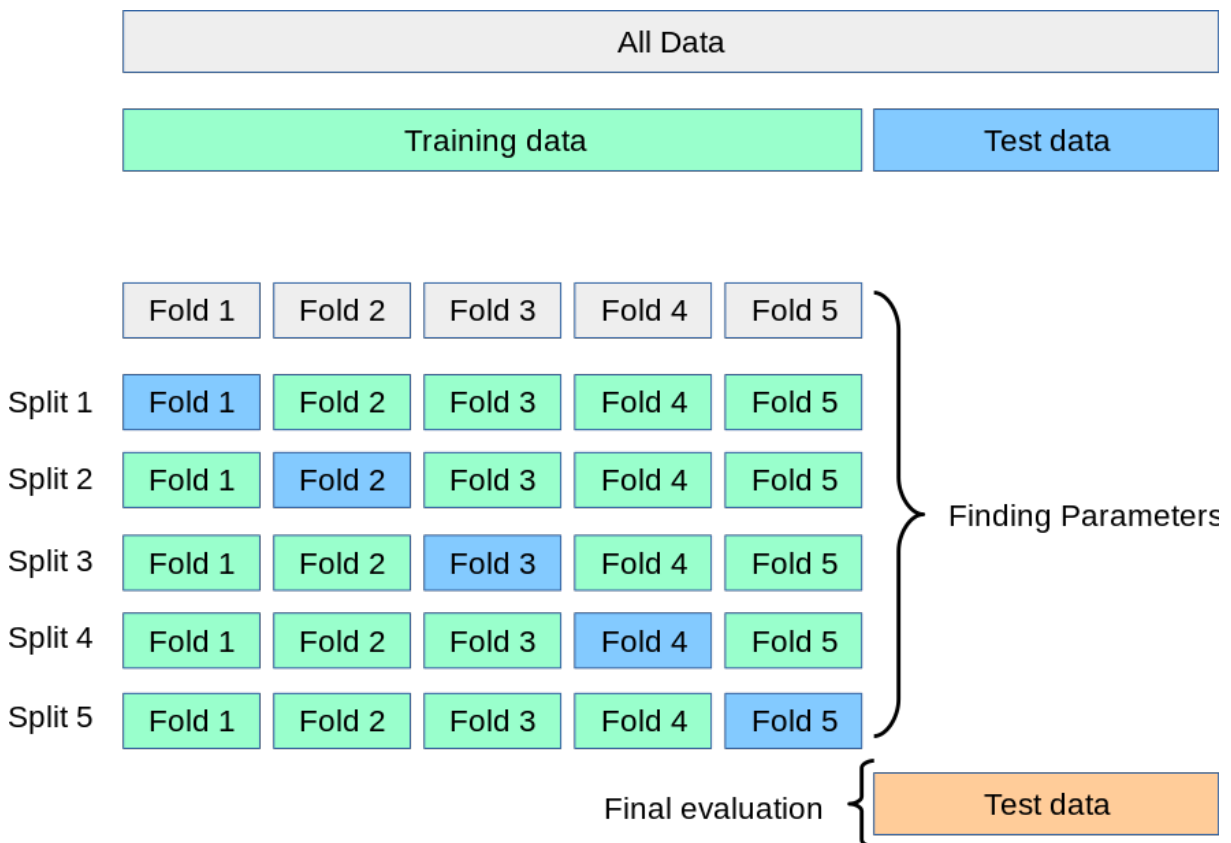 All Data
Training data Test data
Fold 1 Fold 2 Fold 3 Fold 4 Fold 5
Split 1 Fold 1 Fold 2 Fold 3 Fold 4 Fold 5
Split 2 Fold 1 Fold 2 Fold 3 Fold 4 Fold 5
Finding Parameters
Split 3 Fold 1 Fold 2 Fold 3 Fold 4 Fold 5
Split 4 Fold 1 Fold 2 Fold 3 Fold 4 Fold 5
Split 5 Fold 1 Fold 2 Fold 3 Fold 4 Fold 5
Final evaluation Test data